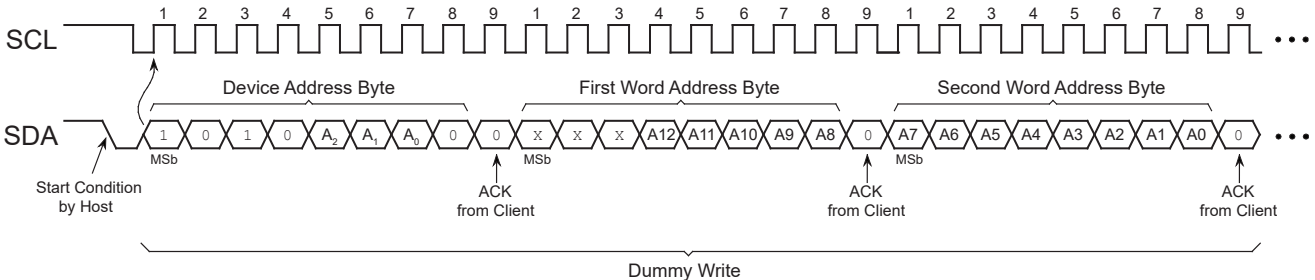 1 2 3 4 5 6 7 8 9 1 2 3 4 5 6 7 8 9 1 2 3 4 5 6 7 8 9
SCL
Device Address Byte First Word Address Byte Second Word Address Byte
SDA 1 0 1 0 A2 A1 A0 0 0 X X X A12 A11 A10 A9 A8 0 A7 A6 A5 A4 A3 A2 A1 A0 0
MSb MSb MSb
Start Condition ACK ACK ACK
by Host from Client from Client from Client
Dummy Write